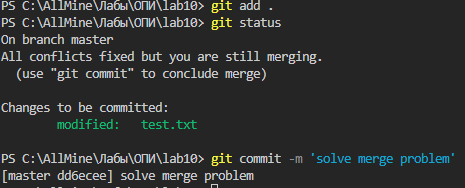 PS C:\AllMine\Лабы\ОПИ\lab10> git add .
PS C:\AllMine\Лабы\ОПИ\lab10> git status
On branch master
All conflicts fixed but you are still merging.
  (use "git commit" to conclude merge)

Changes to be committed:
        modified:   test.txt

PS C:\AllMine\Лабы\ОПИ\lab10> git commit -m 'solve merge problem'
[master dd6ecee] solve merge problem